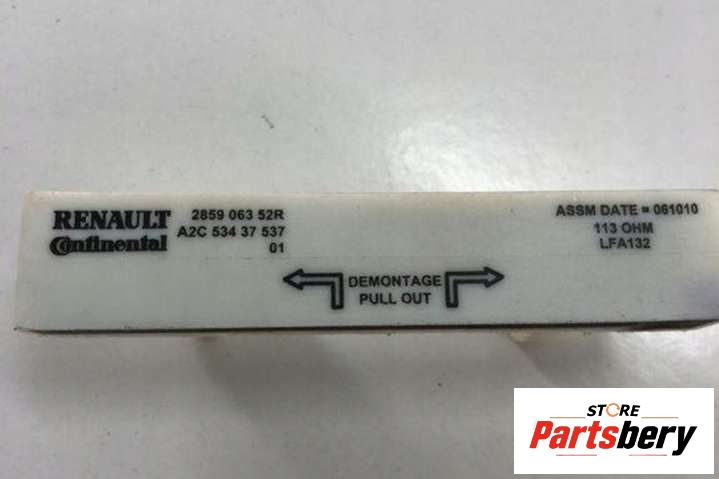 RENAULT
Continental
2859 063 52R
A2C 534 37 537
01
ASSM DATE = 061010
113 OHM
LFA132
DEMONTAGE
PULL OUT
STORE
Partsbery